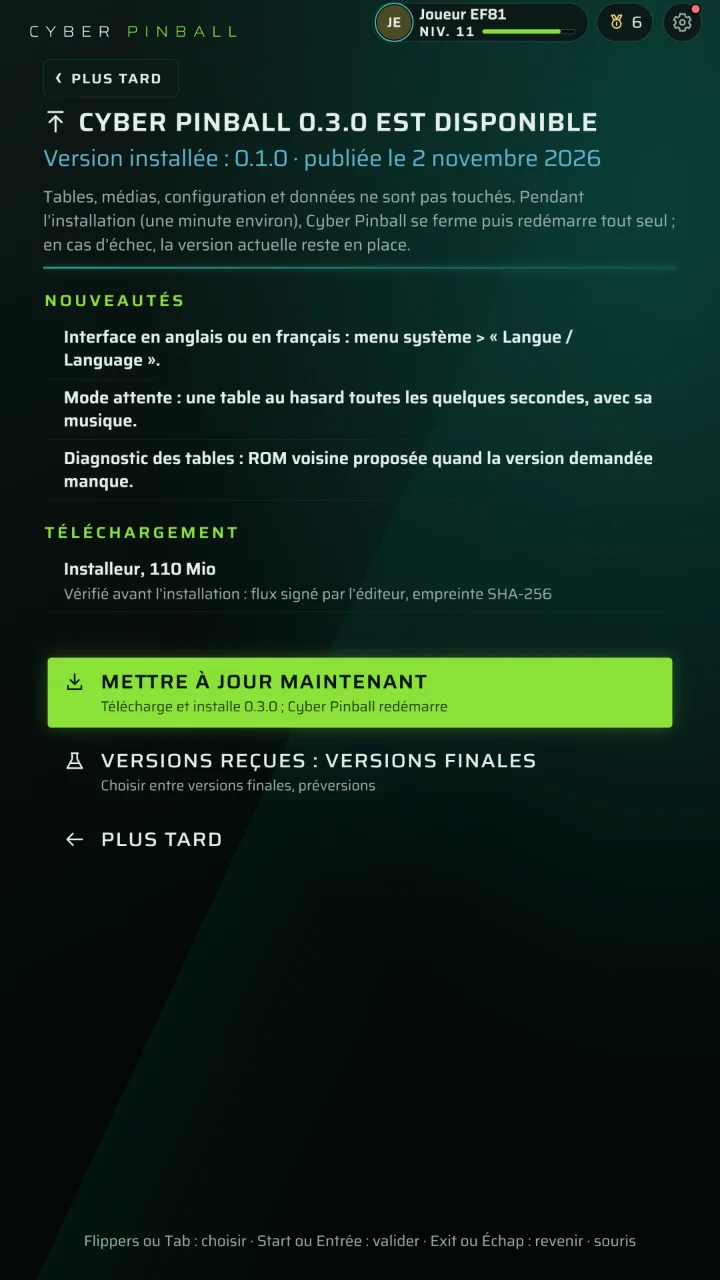 CYBER PINBALL
JE
Joueur EF81
NIV. 11
6
‹ PLUS TARD
CYBER PINBALL 0.3.0 EST DISPONIBLE
Version installée : 0.1.0 · publiée le 2 novembre 2026
Tables, médias, configuration et données ne sont pas touchés. Pendant
l’installation (une minute environ), Cyber Pinball se ferme puis redémarre tout seul ;
en cas d’échec, la version actuelle reste en place.
NOUVEAUTÉS
Interface en anglais ou en français : menu système > « Langue /
Language ».
Mode attente : une table au hasard toutes les quelques secondes, avec sa
musique.
Diagnostic des tables : ROM voisine proposée quand la version demandée
manque.
TÉLÉCHARGEMENT
Installeur, 110 Mio
Vérifié avant l’installation : flux signé par l’éditeur, empreinte SHA-256
METTRE À JOUR MAINTENANT
Télécharge et installe 0.3.0 ; Cyber Pinball redémarre
VERSIONS REÇUES : VERSIONS FINALES
Choisir entre versions finales, préversions
PLUS TARD
Flippers ou Tab : choisir · Start ou Entrée : valider · Exit ou Échap : revenir · souris